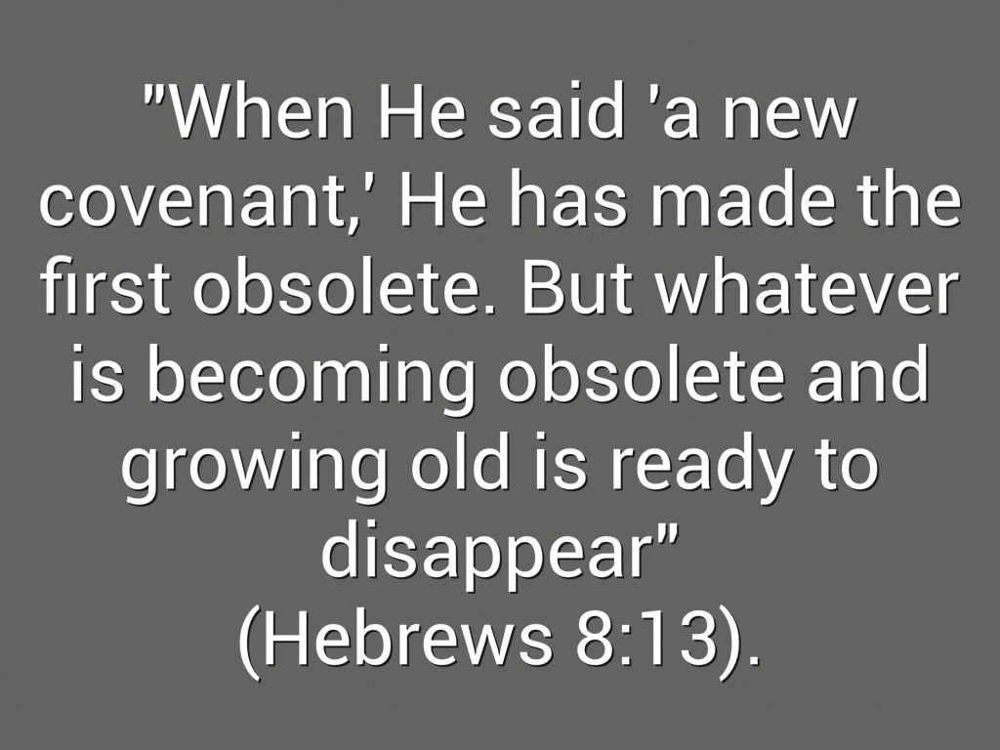 "When He said 'a new
covenant,' He has made the
first obsolete. But whatever
is becoming obsolete and
growing old is ready to
disappear"
(Hebrews 8:13).